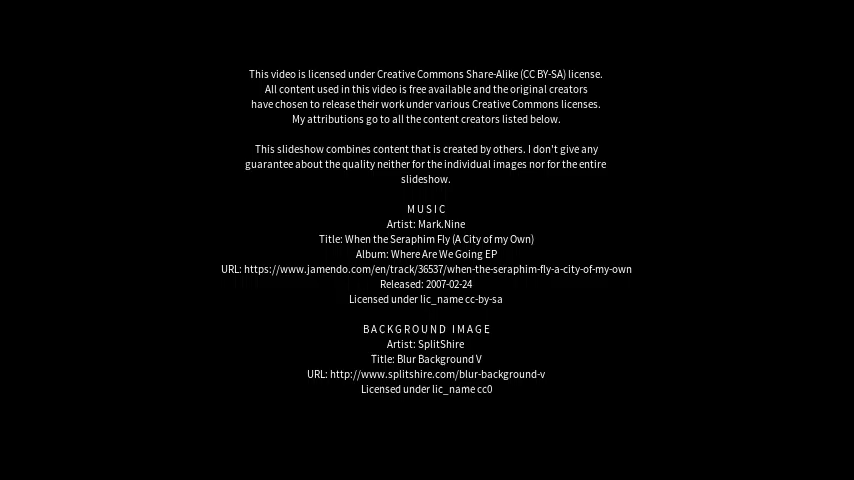 This video is licensed under Creative Commons Share-Alike (CC BY-SA) license.
All content used in this video is free available and the original creators
have chosen to release their work under various Creative Commons licenses.
My attributions go to all the content creators listed below.
This slideshow combines content that is created by others. I don't give any
guarantee about the quality neither for the individual images nor for the entire
slideshow.
MUSIC
Artist: Mark.Nine
Title: When the Seraphim Fly (A City of my Own)
Album: Where Are We Going EP
URL: https://www.jamendo.com/en/track/36537/when-the-seraphim-fly-a-city-of-my-own
Released: 2007-02-24
Licensed under lic_name cc-by-sa
BACKGROUND IMAGE
Artist: SplitShire
Title: Blur Background V
URL: http://www.splitshire.com/blur-background-v
Licensed under lic_name cc0